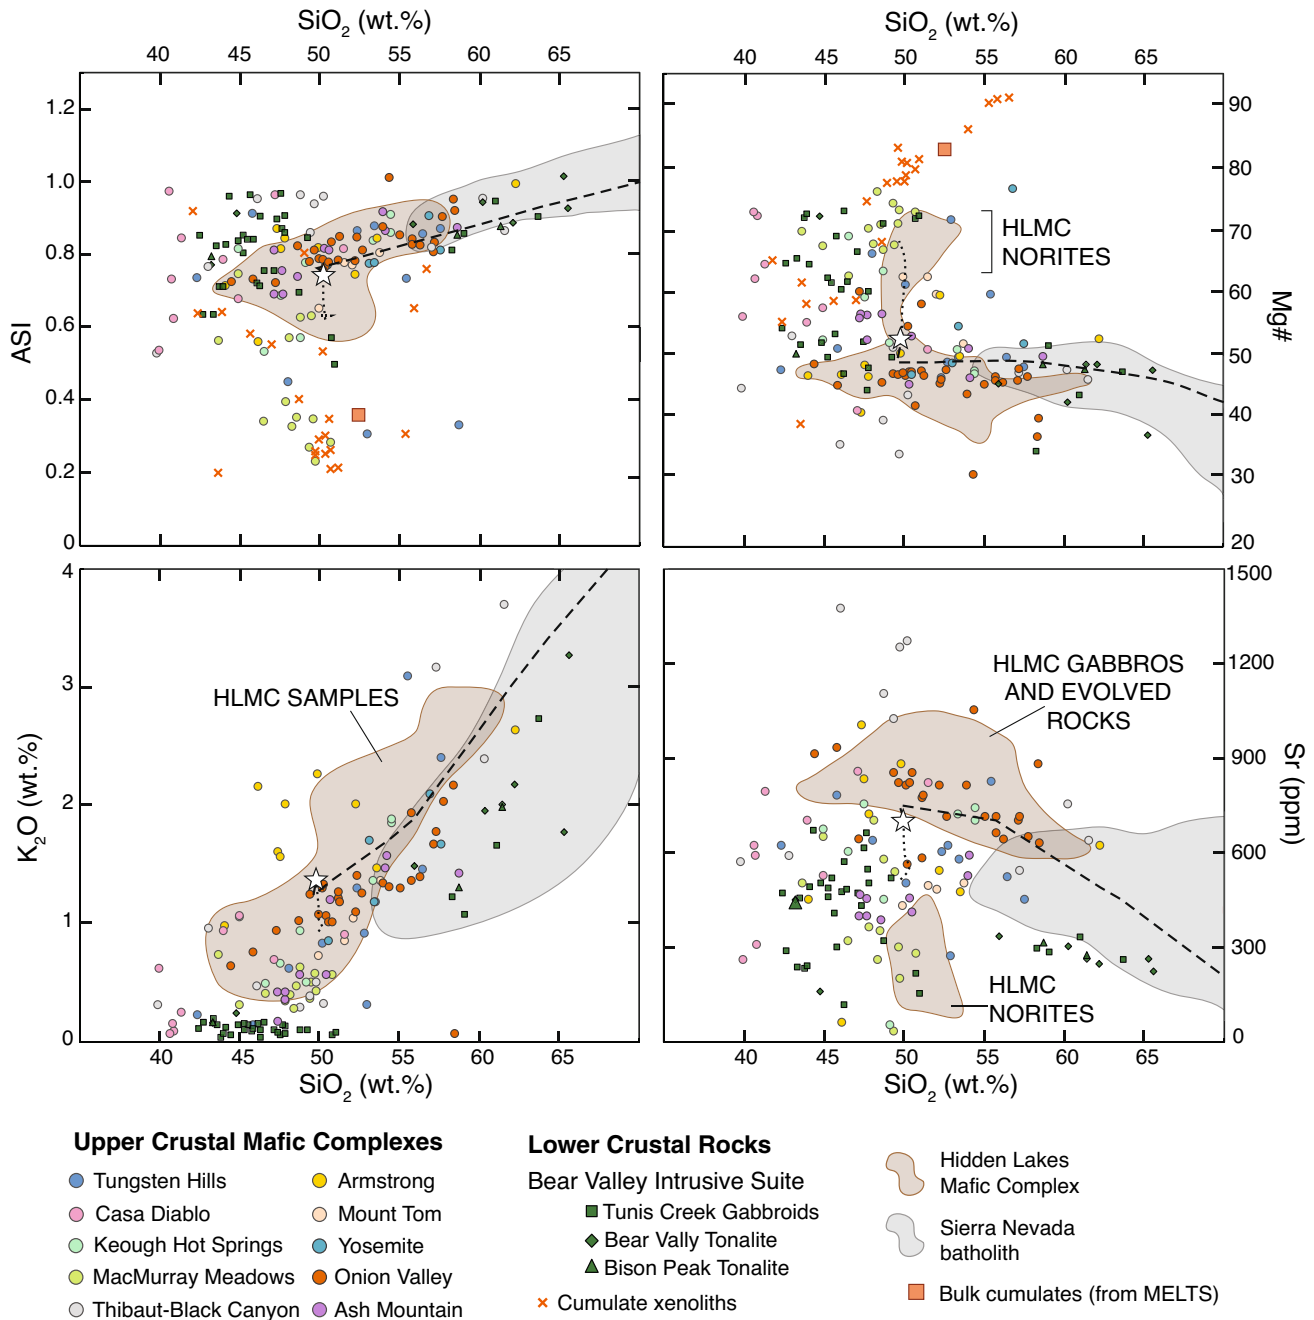 SiO2 (wt.%)
40 45 50 55 60 65
SiO2 (wt.%)
40 45 50 55 60 65
ASI
1.2
1.0
0.8
0.6
0.4
0.2
0
HLMC
NORITES
Mg#
90
80
70
60
50
40
30
20
K2O (wt.%)
4
3
2
1
0
HLMC SAMPLES
40 45 50 55 60 65
SiO2 (wt.%)
HLMC GABBROS
AND EVOLVED
ROCKS
HLMC
NORITES
Sr (ppm)
1500
1200
900
600
300
0
40 45 50 55 60 65
SiO2 (wt.%)
Upper Crustal Mafic Complexes
Tungsten Hills
Casa Diablo
Keough Hot Springs
MacMurray Meadows
Thibaut-Black Canyon
Armstrong
Mount Tom
Yosemite
Onion Valley
Ash Mountain
Lower Crustal Rocks
Bear Valley Intrusive Suite
Tunis Creek Gabbroids
Bear Vally Tonalite
Bison Peak Tonalite
Cumulate xenoliths
Hidden Lakes
Mafic Complex
Sierra Nevada
batholith
Bulk cumulates (from MELTS)